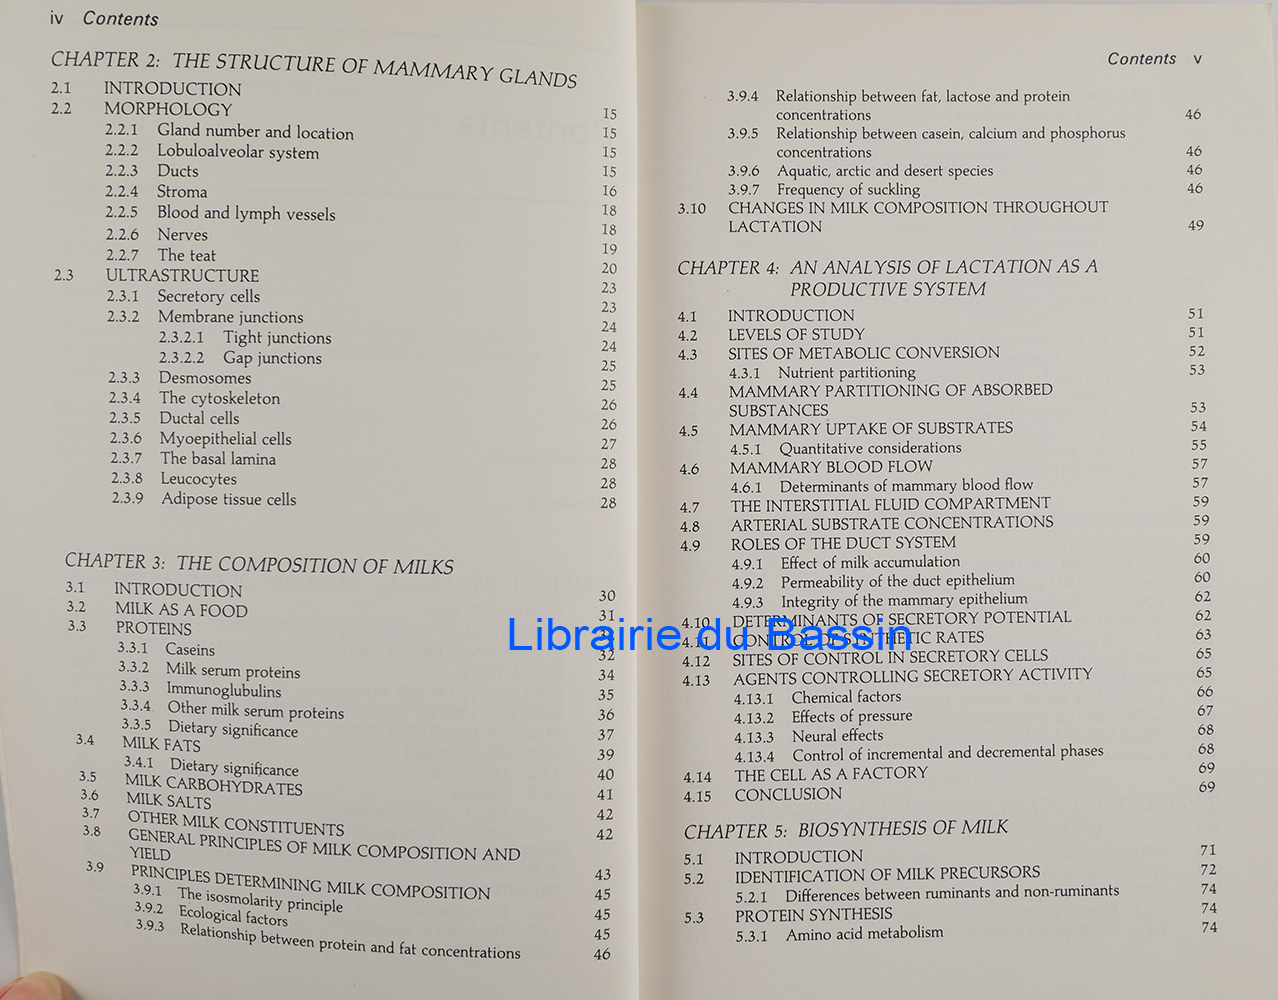 iv Contents
CHAPTER 2: THE STRUCTURE OF MAMMARY GLANDS
2.1 INTRODUCTION 15
2.2 MORPHOLOGY 15
2.2.1 Gland number and location 15
2.2.2 Lobuloalveolar system 15
2.2.3 Ducts 16
2.2.4 Stroma 18
2.2.5 Blood and lymph vessels 18
2.2.6 Nerves 19
2.2.7 The teat 20
2.3 ULTRASTRUCTURE 23
2.3.1 Secretory cells 23
2.3.2 Membrane junctions 24
2.3.2.1 Tight junctions 24
2.3.2.2 Gap junctions 25
2.3.3 Desmosomes 25
2.3.4 The cytoskeleton 26
2.3.5 Ductal cells 26
2.3.6 Myoepithelial cells 27
2.3.7 The basal lamina 28
2.3.8 Leucocytes 28
2.3.9 Adipose tissue cells 28
CHAPTER 3: THE COMPOSITION OF MILKS
3.1 INTRODUCTION 30
3.2 MILK AS A FOOD 31
3.3 PROTEINS
3.3.1 Caseins 32
3.3.2 Milk serum proteins 34
3.3.3 Immunoglubulins 35
3.3.4 Other milk serum proteins 36
3.3.5 Dietary significance 37
3.4 MILK FATS 39
3.4.1 Dietary significance 40
3.5 MILK CARBOHYDRATES 41
3.6 MILK SALTS 42
3.7 OTHER MILK CONSTITUENTS 42
3.8 GENERAL PRINCIPLES OF MILK COMPOSITION AND
YIELD 43
3.9 PRINCIPLES DETERMINING MILK COMPOSITION 45
3.9.1 The isosmolarity principle 45
3.9.2 Ecological factors 45
3.9.3 Relationship between protein and fat concentrations 46
Contents v
3.9.4 Relationship between fat, lactose and protein
concentrations 46
3.9.5 Relationship between casein, calcium and phosphorus
concentrations 46
3.9.6 Aquatic, arctic and desert species 46
3.9.7 Frequency of suckling 46
3.10 CHANGES IN MILK COMPOSITION THROUGHOUT
LACTATION 49
CHAPTER 4: AN ANALYSIS OF LACTATION AS A
PRODUCTIVE SYSTEM
4.1 INTRODUCTION 51
4.2 LEVELS OF STUDY 51
4.3 SITES OF METABOLIC CONVERSION 52
4.3.1 Nutrient partitioning 53
4.4 MAMMARY PARTITIONING OF ABSORBED
SUBSTANCES 53
4.5 MAMMARY UPTAKE OF SUBSTRATES 54
4.5.1 Quantitative considerations 55
4.6 MAMMARY BLOOD FLOW 57
4.6.1 Determinants of mammary blood flow 57
4.7 THE INTERSTITIAL FLUID COMPARTMENT 59
4.8 ARTERIAL SUBSTRATE CONCENTRATIONS 59
4.9 ROLES OF THE DUCT SYSTEM 59
4.9.1 Effect of milk accumulation 60
4.9.2 Permeability of the duct epithelium 60
4.9.3 Integrity of the mammary epithelium 62
4.10 DETERMINANTS OF SECRETORY POTENTIAL 62
4.11 CONTROL OF SYNTHETIC RATES 63
4.12 SITES OF CONTROL IN SECRETORY CELLS 65
4.13 AGENTS CONTROLLING SECRETORY ACTIVITY 65
4.13.1 Chemical factors 66
4.13.2 Effects of pressure 67
4.13.3 Neural effects 68
4.13.4 Control of incremental and decremental phases 68
4.14 THE CELL AS A FACTORY 69
4.15 CONCLUSION 69
CHAPTER 5: BIOSYNTHESIS OF MILK
5.1 INTRODUCTION 71
5.2 IDENTIFICATION OF MILK PRECURSORS 72
5.2.1 Differences between ruminants and non-ruminants 74
5.3 PROTEIN SYNTHESIS 74
5.3.1 Amino acid metabolism 74
Librairie du Bassin